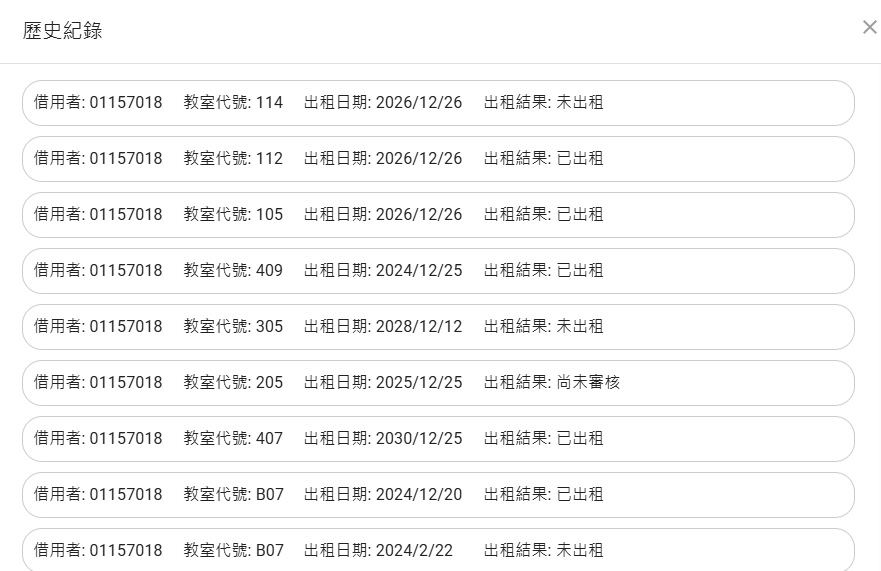 歷史紀錄
借用者: 01157018 教室代號: 114 出租日期: 2026/12/26 出租結果: 未出租
借用者: 01157018 教室代號: 112 出租日期: 2026/12/26 出租結果: 已出租
借用者: 01157018 教室代號: 105 出租日期: 2026/12/26 出租結果: 已出租
借用者: 01157018 教室代號: 409 出租日期: 2024/12/25 出租結果: 已出租
借用者: 01157018 教室代號: 305 出租日期: 2028/12/12 出租結果: 未出租
借用者: 01157018 教室代號: 205 出租日期: 2025/12/25 出租結果: 尚未審核
借用者: 01157018 教室代號: 407 出租日期: 2030/12/25 出租結果: 已出租
借用者: 01157018 教室代號: B07 出租日期: 2024/12/20 出租結果: 已出租
借用者: 01157018 教室代號: B07 出租日期: 2024/2/22 出租結果: 未出租